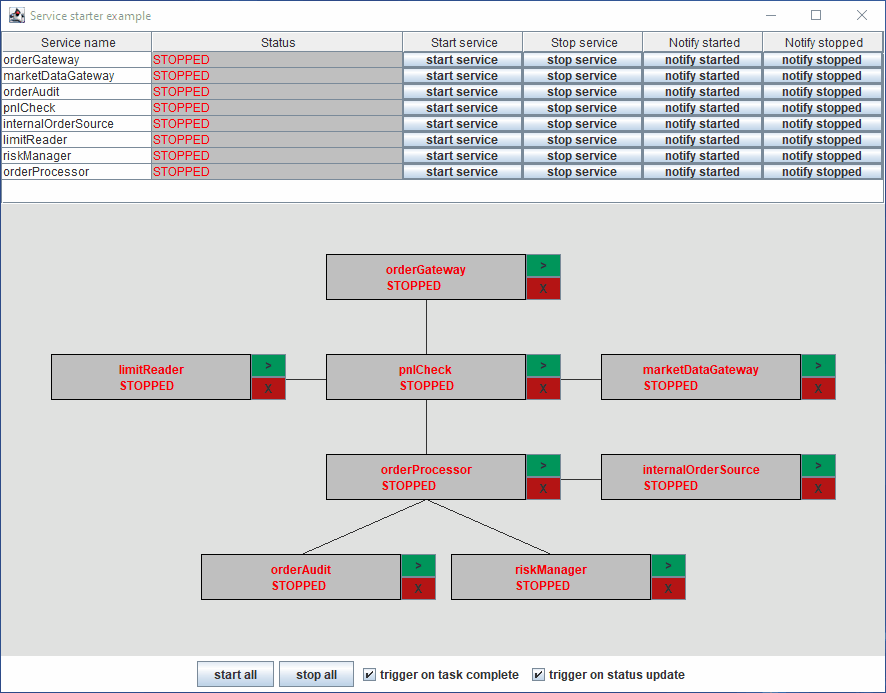 Service starter example
Service name Status Start service Stop service Notify started Notify stopped
orderGateway STOPPED start service stop service notify started notify stopped
marketDataGateway STOPPED start service stop service notify started notify stopped
orderAudit STOPPED start service stop service notify started notify stopped
pnlCheck STOPPED start service stop service notify started notify stopped
internalOrderSource STOPPED start service stop service notify started notify stopped
limitReader STOPPED start service stop service notify started notify stopped
riskManager STOPPED start service stop service notify started notify stopped
orderProcessor STOPPED start service stop service notify started notify stopped
orderGateway >
STOPPED X
limitReader > pnlCheck > marketDataGateway >
STOPPED X STOPPED X STOPPED X
orderProcessor > internalOrderSource >
STOPPED X STOPPED X
orderAudit > riskManager >
STOPPED X STOPPED X
start all stop all trigger on task complete trigger on status update